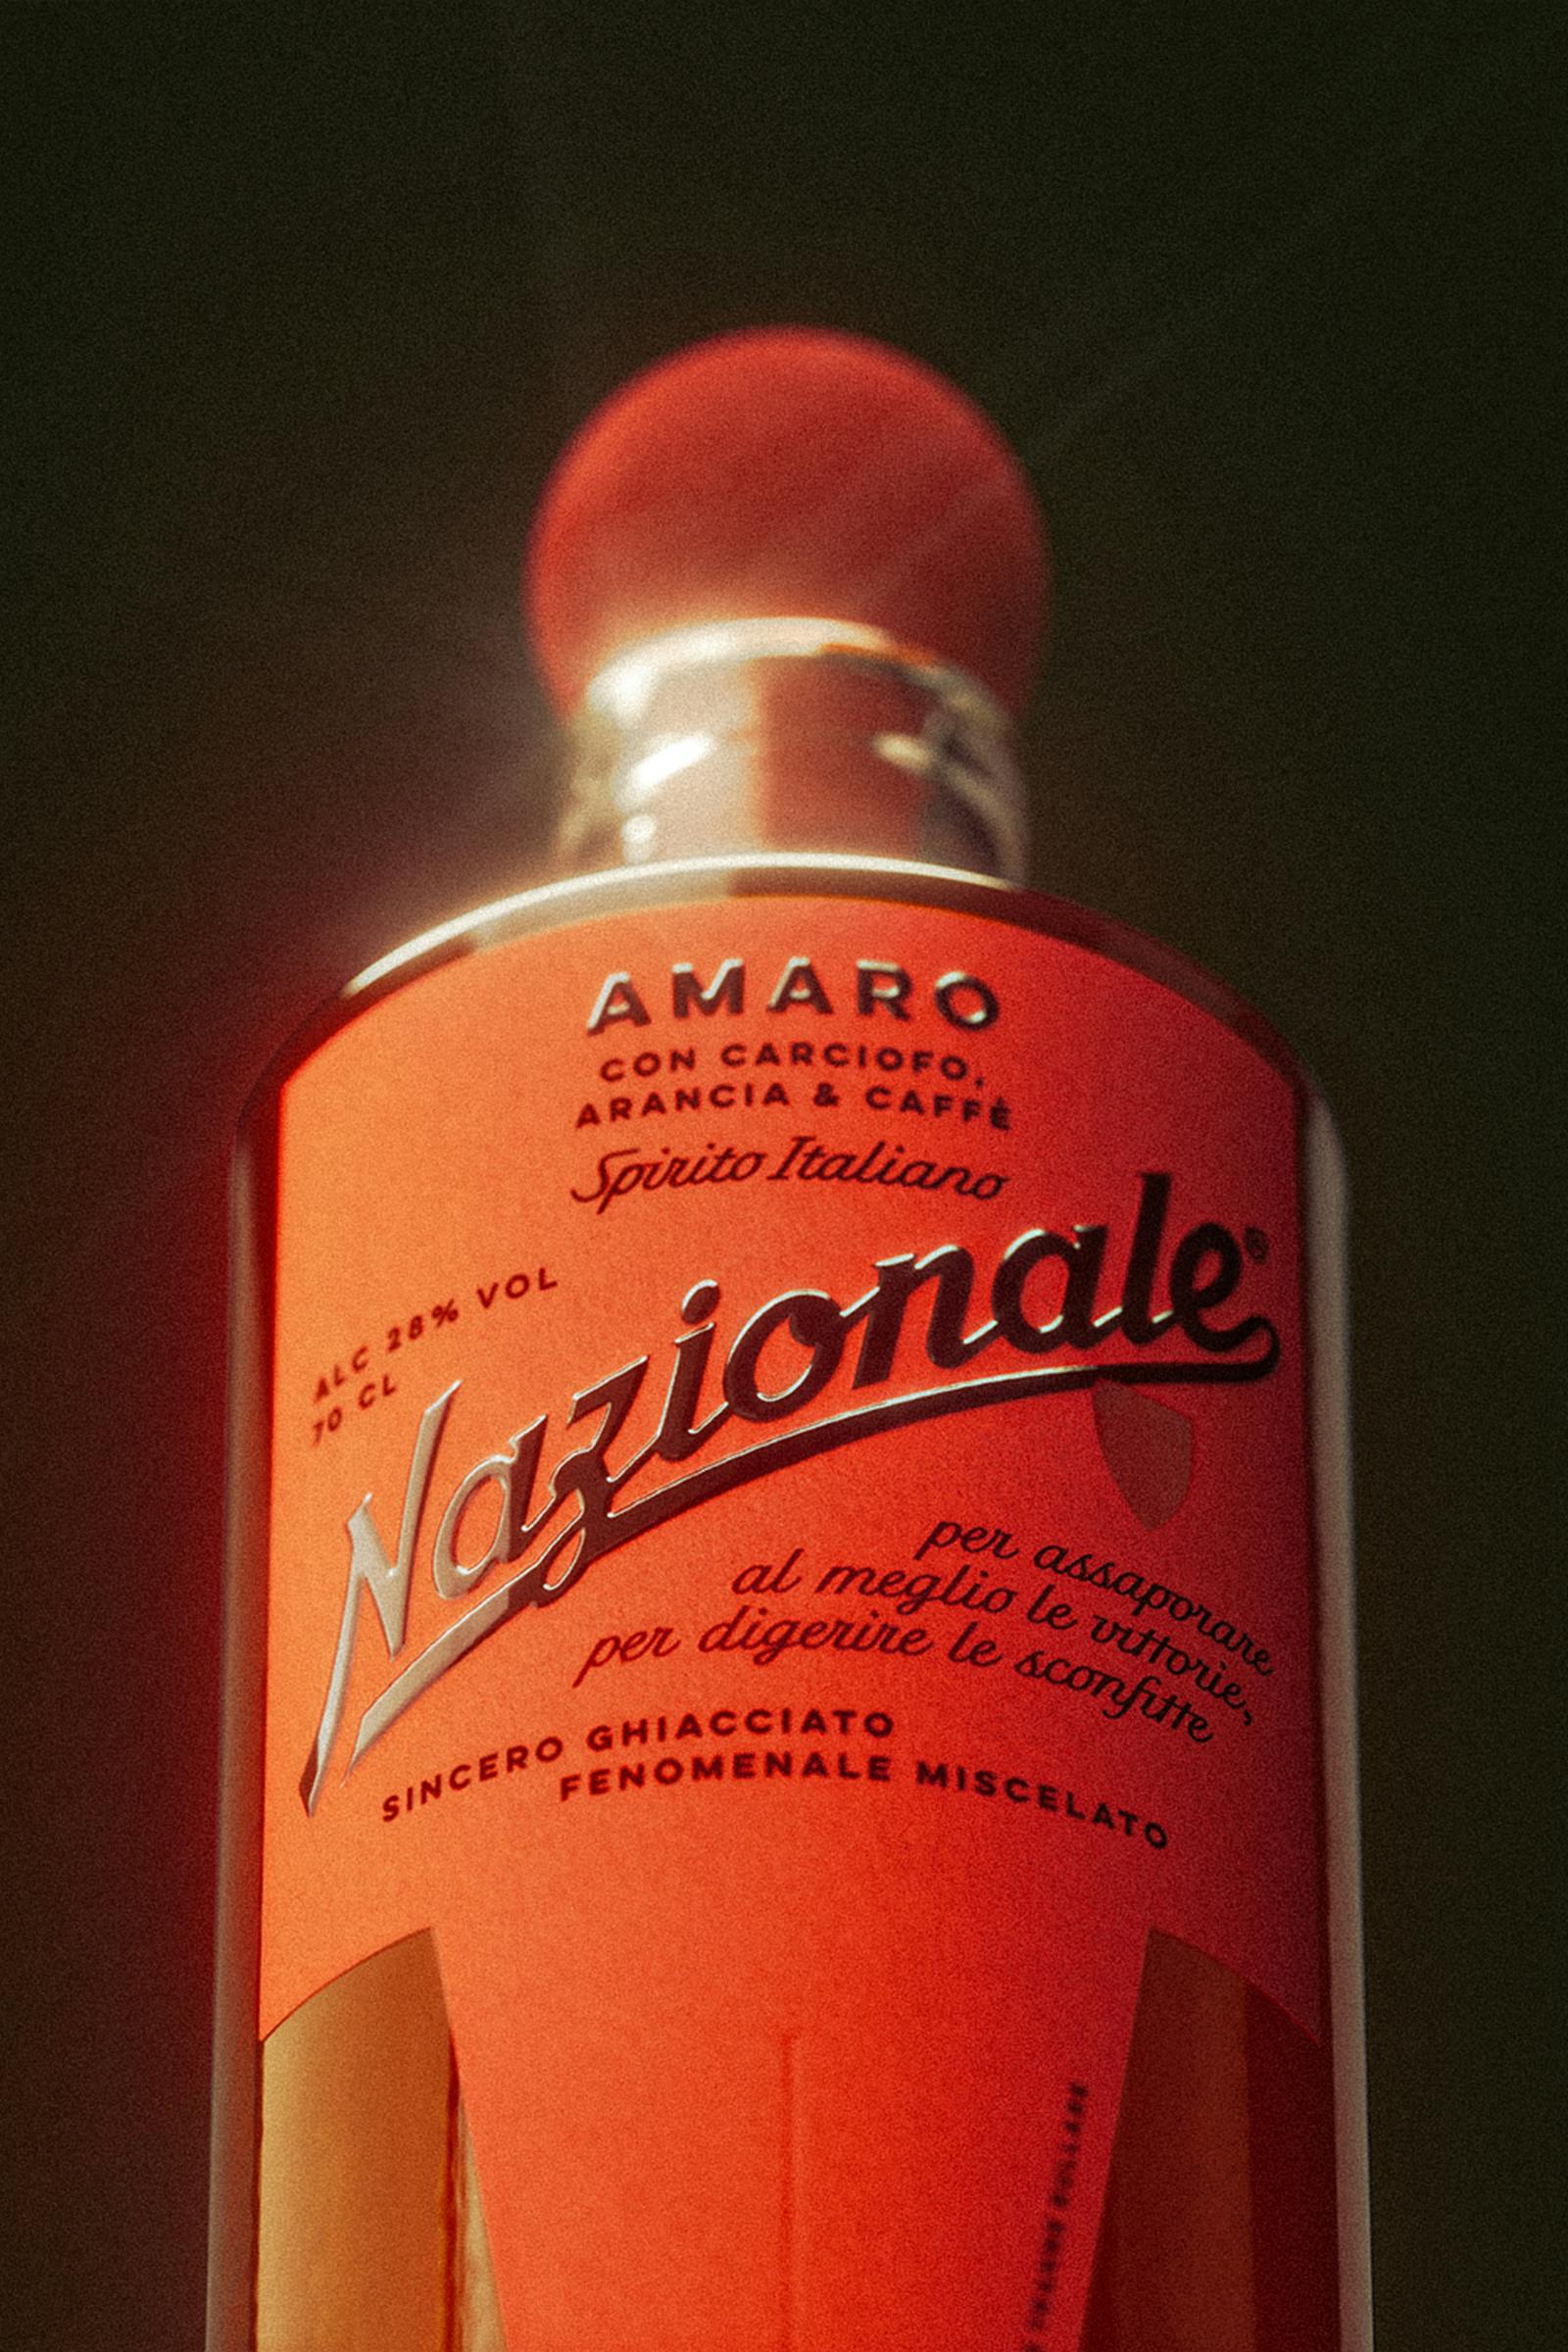 AMARO
CON CARCIOFO,
ARANCIA & CAFFÈ
Spirito Italiano
ALC 28% VOL
70 CL
Nazionale®
per assaporare
al meglio le vittorie,
per digerire le sconfitte
SINCERO GHIACCIATO
FENOMENALE MISCELATO